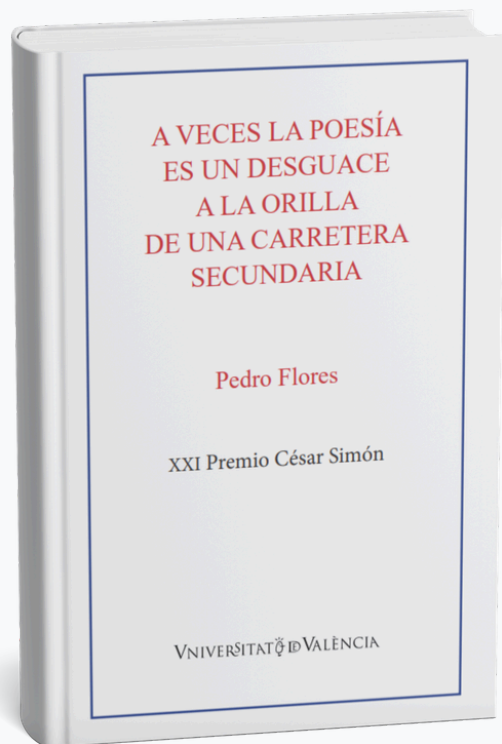 A VECES LA POESÍA
ES UN DESGUACE
A LA ORILLA
DE UNA CARRETERA
SECUNDARIA
Pedro Flores
XXI Premio César Simón
VNIVERSITAT DE VALÈNCIA